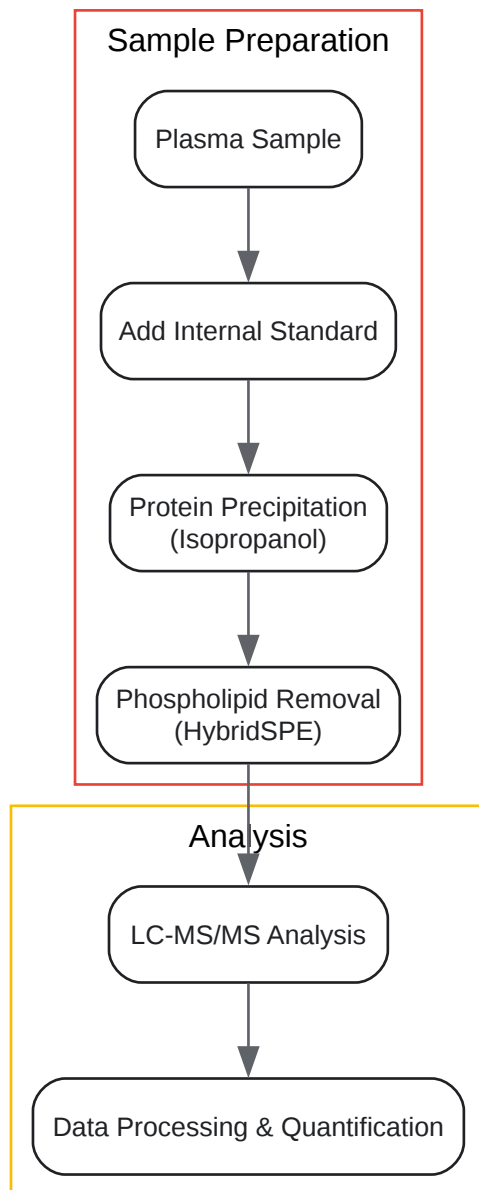 Sample Preparation
Plasma Sample
Add Internal Standard
Protein Precipitation
(Isopropanol)
Phospholipid Removal
(HybridSPE)
Analysis
LC-MS/MS Analysis
Data Processing & Quantification